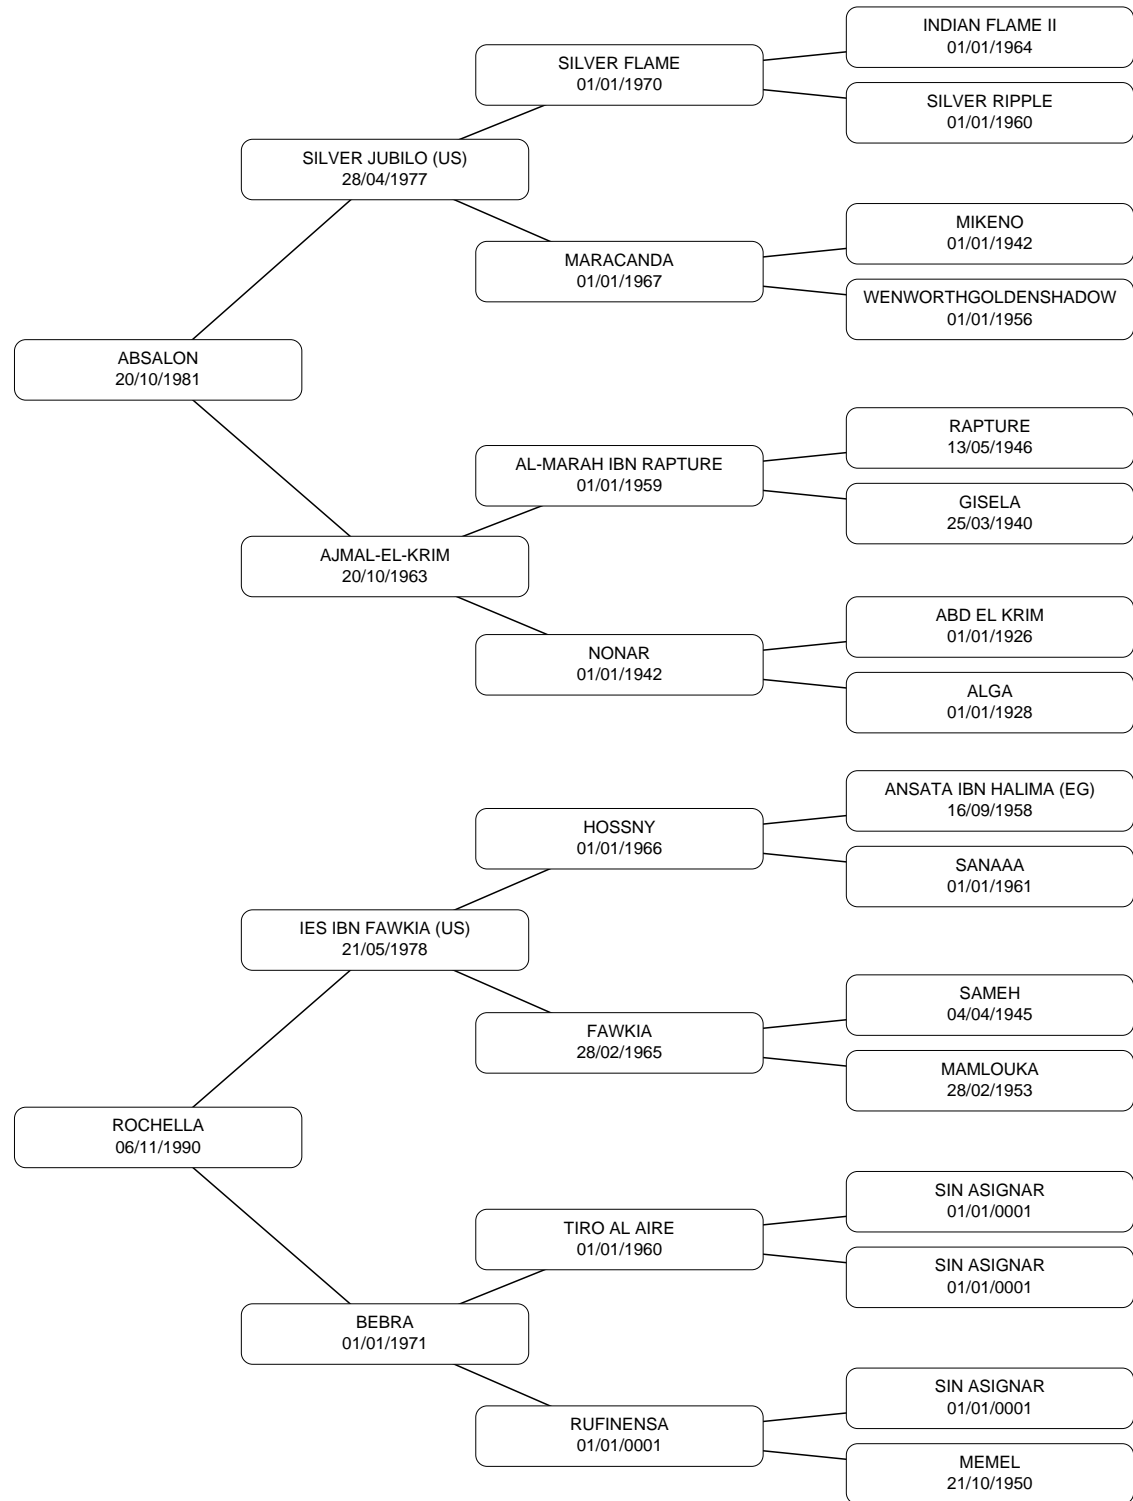 INDIAN FLAME II
01/01/1964
SILVER FLAME
01/01/1970
SILVER RIPPLE
01/01/1960
SILVER JUBILO (US)
28/04/1977
MIKENO
01/01/1942
MARACANDA
01/01/1967
WENWORTHGOLDENSHADOW
01/01/1956
ABSALON
20/10/1981
RAPTURE
13/05/1946
AL-MARAH IBN RAPTURE
01/01/1959
GISELA
25/03/1940
AJMAL-EL-KRIM
20/10/1963
ABD EL KRIM
01/01/1926
NONAR
01/01/1942
ALGA
01/01/1928
ANSATA IBN HALIMA (EG)
16/09/1958
HOSSNY
01/01/1966
SANAAA
01/01/1961
IES IBN FAWKIA (US)
21/05/1978
SAMEH
04/04/1945
FAWKIA
28/02/1965
MAMLOUKA
28/02/1953
ROCHELLA
06/11/1990
SIN ASIGNAR
01/01/0001
TIRO AL AIRE
01/01/1960
SIN ASIGNAR
01/01/0001
BEBRA
01/01/1971
SIN ASIGNAR
01/01/0001
RUFINENSA
01/01/0001
MEMEL
21/10/1950